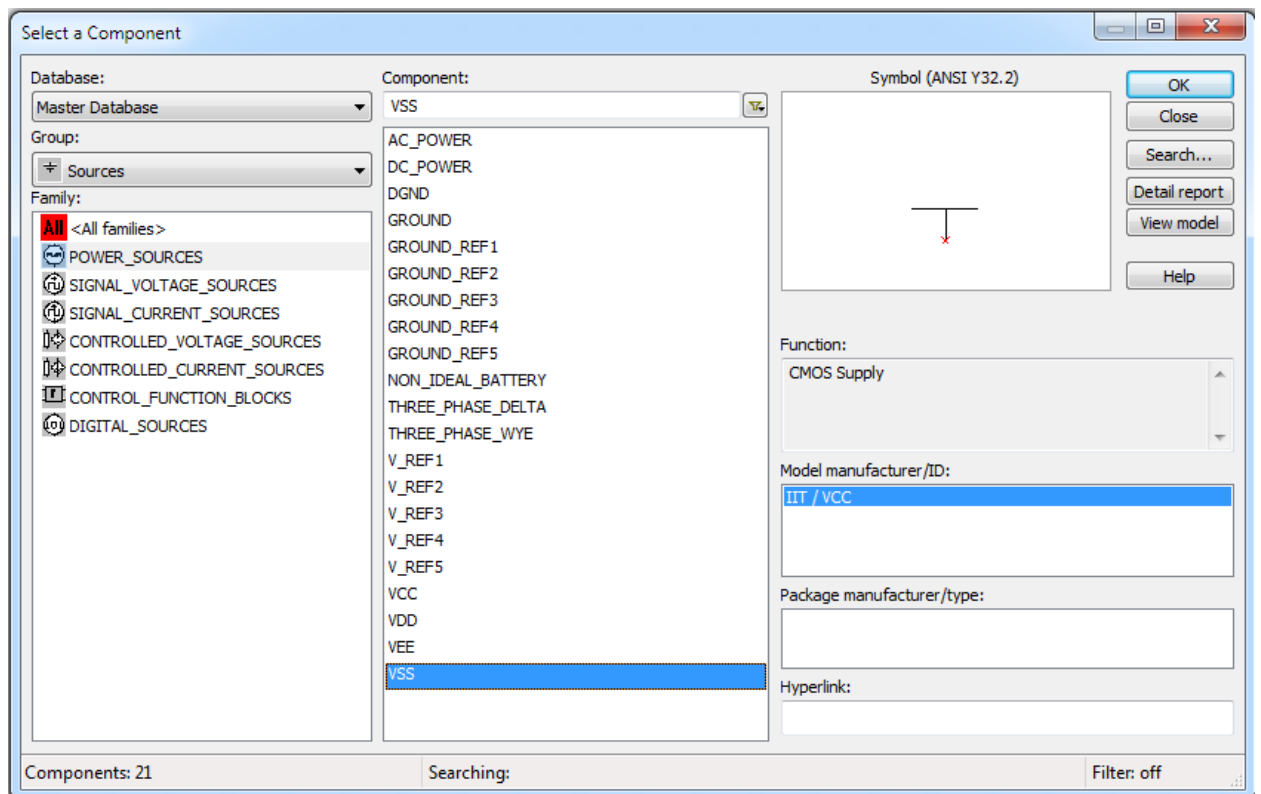 Select a Component
Database:
Master Database
Group:
Sources
Family:
All <All families>
POWER_SOURCES
SIGNAL_VOLTAGE_SOURCES
SIGNAL_CURRENT_SOURCES
CONTROLLED_VOLTAGE_SOURCES
CONTROLLED_CURRENT_SOURCES
CONTROL_FUNCTION_BLOCKS
DIGITAL_SOURCES
Component:
VSS
AC_POWER
DC_POWER
DGND
GROUND
GROUND_REF1
GROUND_REF2
GROUND_REF3
GROUND_REF4
GROUND_REF5
NON_IDEAL_BATTERY
THREE_PHASE_DELTA
THREE_PHASE_WYE
V_REF1
V_REF2
V_REF3
V_REF4
V_REF5
VCC
VDD
VEE
VSS
Symbol (ANSI Y32.2)
Function:
CMOS Supply
Model manufacturer/ID:
IIT / VCC
Package manufacturer/type:
Hyperlink:
OK
Close
Search...
Detail report
View model
Help
Components: 21
Searching:
Filter: off